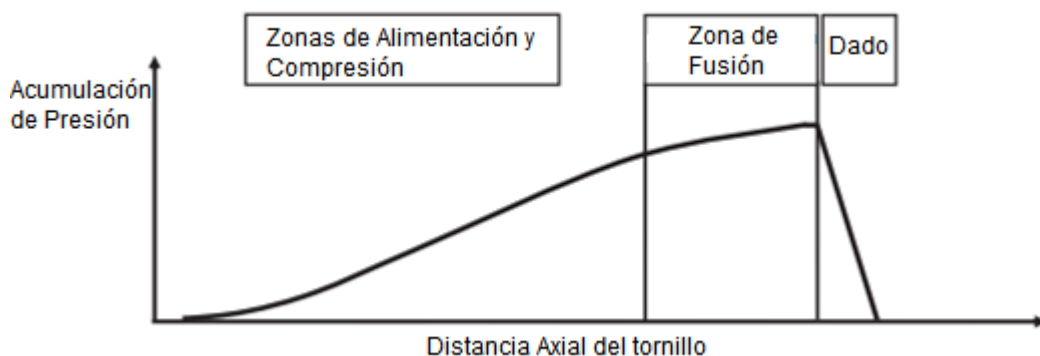 Zonas de Alimentación y
Compresión
Zona de
Fusión
Dado
Acumulación
de Presión
Distancia Axial del tornillo